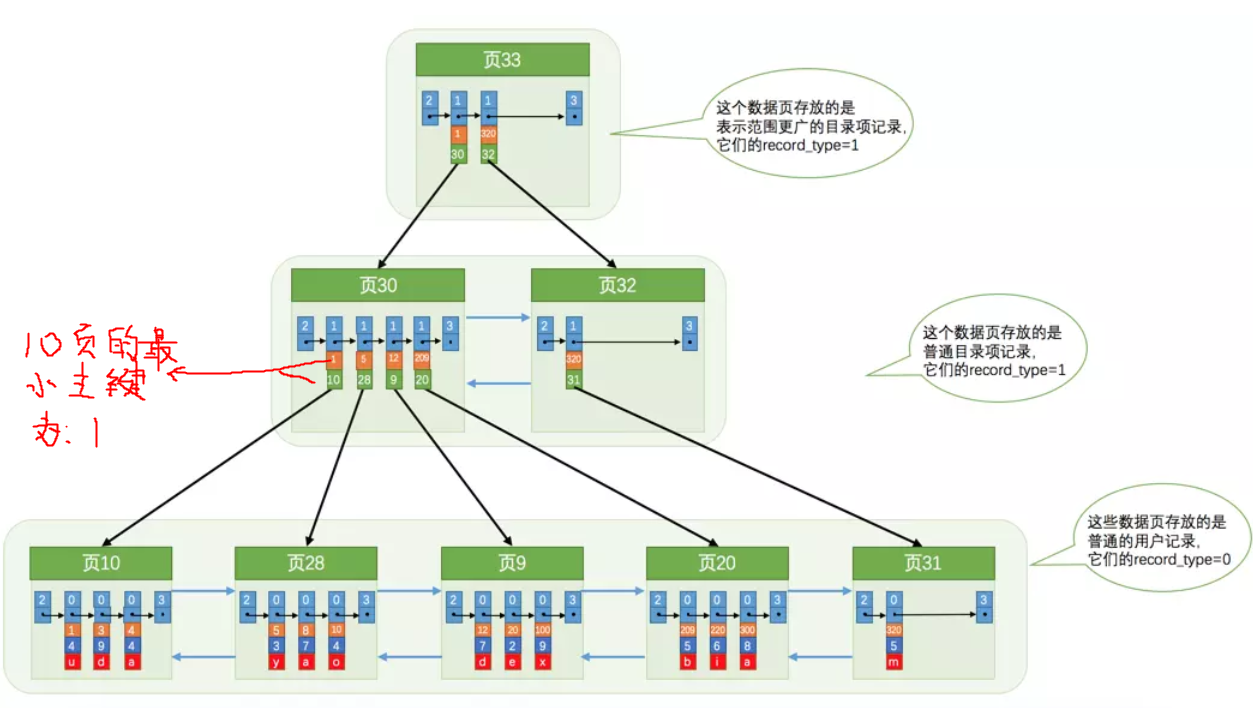 页33
2 1 1 3
1 320
30 32
这个数据页存放的是
表示范围更广的目录项记录,
它们的record_type=1
页30
2 1 1 1 1 3
1 5 12 209
10 28 9 20
页32
2 1 3
320
31
这个数据页存放的是
普通目录项记录,
它们的record_type=1
10页的最
小主键
为: 1
页10
2 0 0 0 3
1 3 4
4 9 7
u d a
页28
2 0 0 0 3
5 8 10
3 7 4
y a o
页9
2 0 0 0 3
12 20 100
7 2 9
d e x
页20
2 0 0 0 3
209 220 300
5 6 8
b i a
页31
2 0 3
320
5
m
这些数据页存放的是
普通的用户记录,
它们的record_type=0